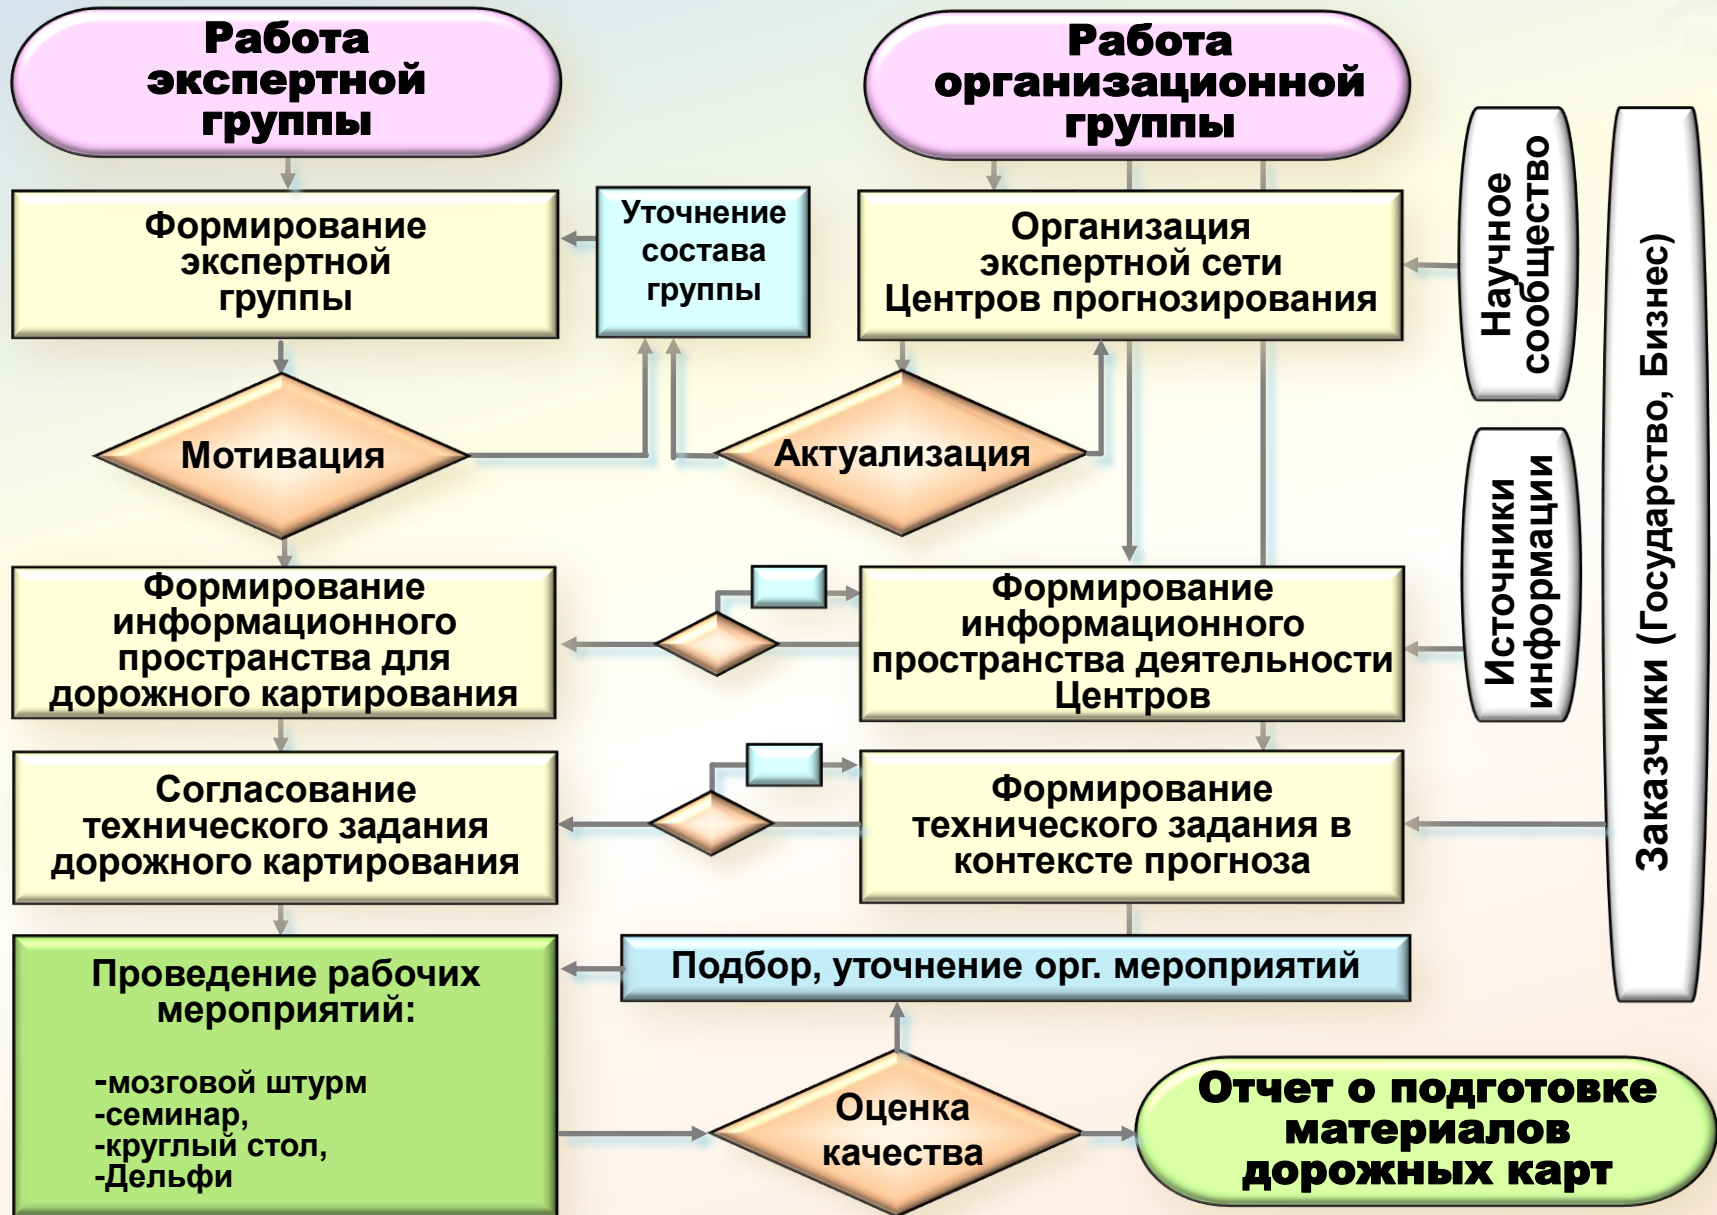 Работа
экспертной
группы
Работа
организационной
группы
Формирование
экспертной
группы
Уточнение
состава
группы
Организация
экспертной сети
Центров прогнозирования
Научное
сообщество
Заказчики (Государство, Бизнес)
Мотивация
Актуализация
Источники
информации
Формирование
информационного
пространства для
дорожного картирования
Формирование
информационного
пространства деятельности
Центров
Согласование
технического задания
дорожного картирования
Формирование
технического задания в
контексте прогноза
Проведение рабочих
мероприятий:
-мозговой штурм
-семинар,
-круглый стол,
-Дельфи
Подбор, уточнение орг. мероприятий
Оценка
качества
Отчет о подготовке
материалов
дорожных карт